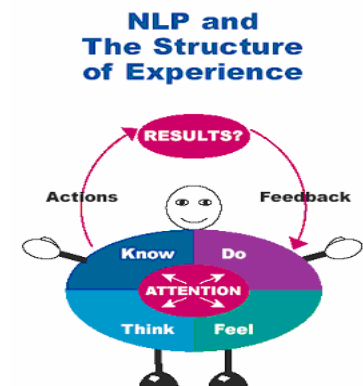 NLP and
The Structure
of Experience
RESULTS?
Actions
Feedback
Know
Do
ATTENTION
Think
Feel